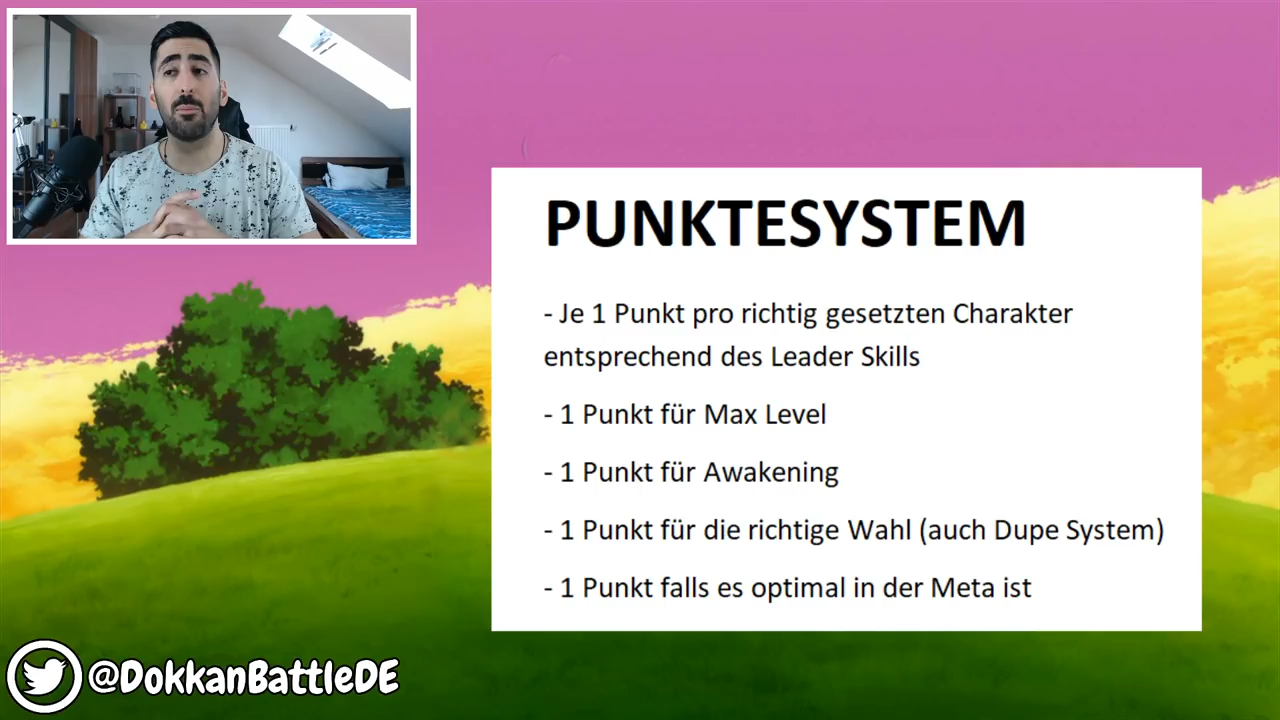 PUNKTESYSTEM
- Je 1 Punkt pro richtig gesetzten Charakter
entsprechend des Leader Skills
- 1 Punkt für Max Level
- 1 Punkt für Awakening
- 1 Punkt für die richtige Wahl (auch Dupe System)
- 1 Punkt falls es optimal in der Meta ist
@DokkanBattleDE